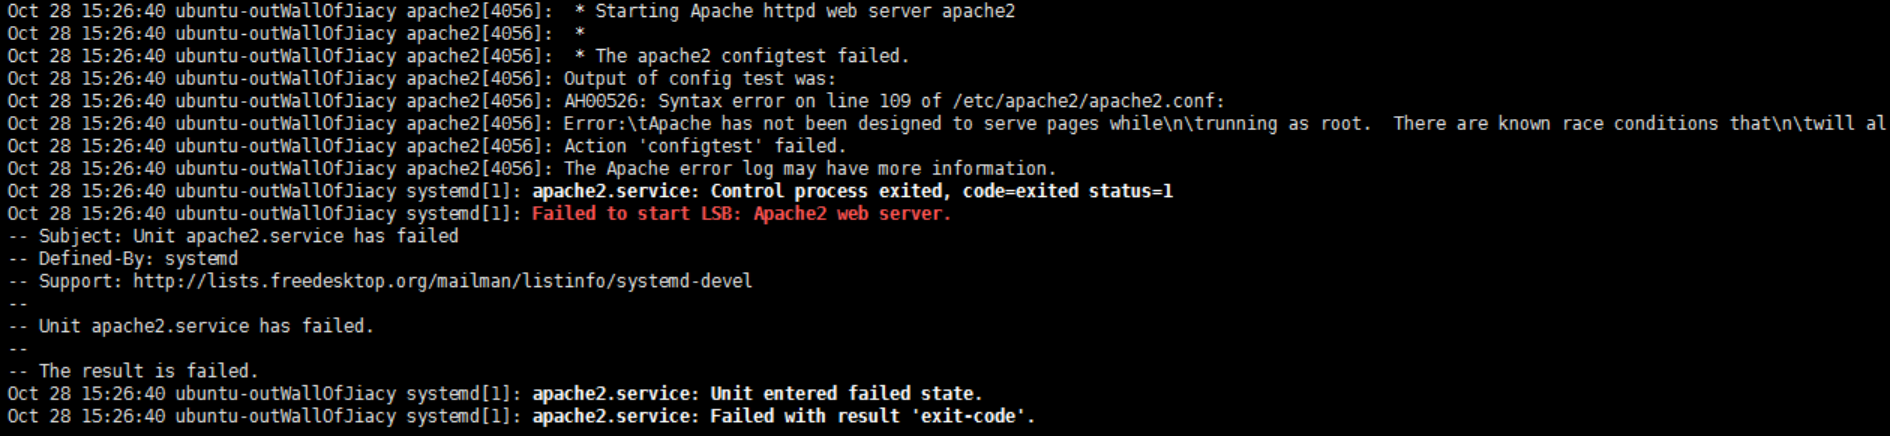 Oct 28 15:26:40 ubuntu-outWallOfJiacy apache2[4056]:  * Starting Apache httpd web server apache2
Oct 28 15:26:40 ubuntu-outWallOfJiacy apache2[4056]:  *
Oct 28 15:26:40 ubuntu-outWallOfJiacy apache2[4056]:  * The apache2 configtest failed.
Oct 28 15:26:40 ubuntu-outWallOfJiacy apache2[4056]: Output of config test was:
Oct 28 15:26:40 ubuntu-outWallOfJiacy apache2[4056]: AH00526: Syntax error on line 109 of /etc/apache2/apache2.conf:
Oct 28 15:26:40 ubuntu-outWallOfJiacy apache2[4056]: Error:\tApache has not been designed to serve pages while\n\trunning as root.  There are known race conditions that\n\twill al
Oct 28 15:26:40 ubuntu-outWallOfJiacy apache2[4056]: Action 'configtest' failed.
Oct 28 15:26:40 ubuntu-outWallOfJiacy apache2[4056]: The Apache error log may have more information.
Oct 28 15:26:40 ubuntu-outWallOfJiacy systemd[1]: apache2.service: Control process exited, code=exited status=1
Oct 28 15:26:40 ubuntu-outWallOfJiacy systemd[1]: Failed to start LSB: Apache2 web server.
-- Subject: Unit apache2.service has failed
-- Defined-By: systemd
-- Support: http://lists.freedesktop.org/mailman/listinfo/systemd-devel
--
-- Unit apache2.service has failed.
--
-- The result is failed.
Oct 28 15:26:40 ubuntu-outWallOfJiacy systemd[1]: apache2.service: Unit entered failed state.
Oct 28 15:26:40 ubuntu-outWallOfJiacy systemd[1]: apache2.service: Failed with result 'exit-code'.